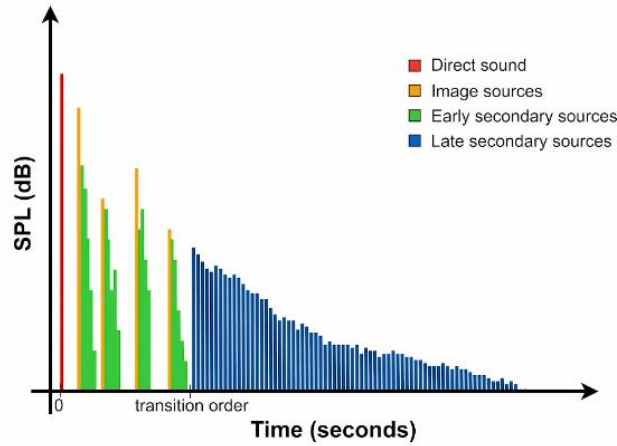 Direct sound
Image sources
Early secondary sources
Late secondary sources
SPL (dB)
0
transition order
Time (seconds)